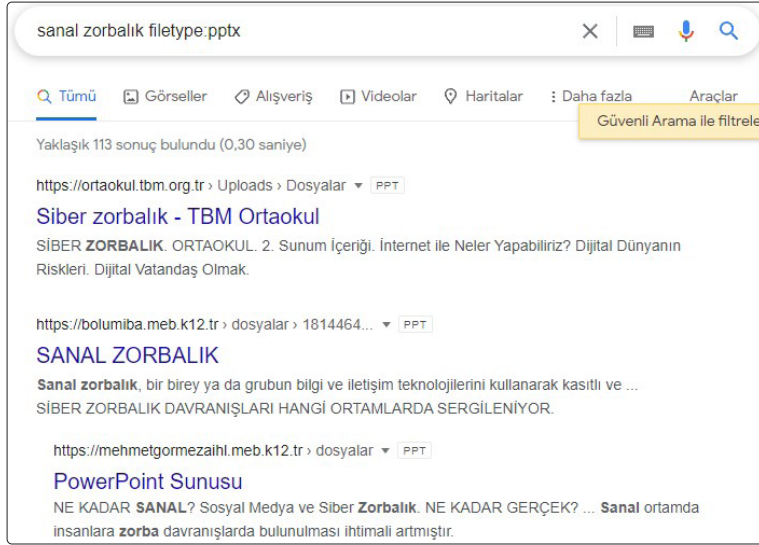 sanal zorbalık filetype:pptx
Tümü Görseller Alışveriş Videolar Haritalar Daha fazla Araçlar
Güvenli Arama ile filtrele
Yaklaşık 113 sonuç bulundu (0,30 saniye)
https://ortaokul.tbm.org.tr › Uploads › Dosyalar PPT
Siber zorbalık - TBM Ortaokul
SİBER ZORBALIK. ORTAOKUL. 2. Sunum İçeriği. İnternet ile Neler Yapabiliriz? Dijital Dünyanın
Riskleri. Dijital Vatandaş Olmak.
https://bolumiba.meb.k12.tr › dosyalar › 1814464... PPT
SANAL ZORBALIK
Sanal zorbalık, bir birey ya da grubun bilgi ve iletişim teknolojilerini kullanarak kasıtlı ve ...
SİBER ZORBALIK DAVRANIŞLARI HANGİ ORTAMLARDA SERGİLENİYOR.
https://mehmetgormezaihl.meb.k12.tr › dosyalar PPT
PowerPoint Sunusu
NE KADAR SANAL? Sosyal Medya ve Siber Zorbalık. NE KADAR GERÇEK? ... Sanal ortamda
insanlara zorba davranışlarda bulunulması ihtimali artmıştır.